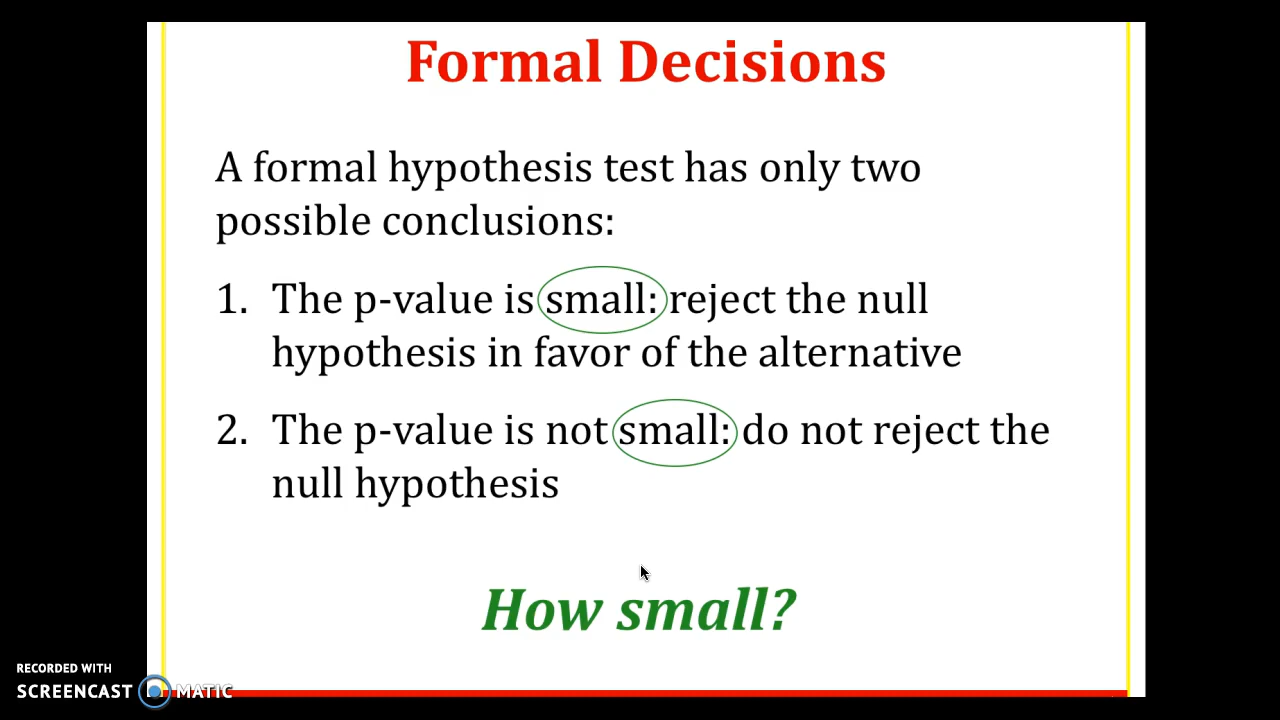 Formal Decisions
A formal hypothesis test has only two
possible conclusions:
1. The p-value is small: reject the null
hypothesis in favor of the alternative
2. The p-value is not small: do not reject the
null hypothesis
How small?
RECORDED WITH
SCREENCAST MATIC